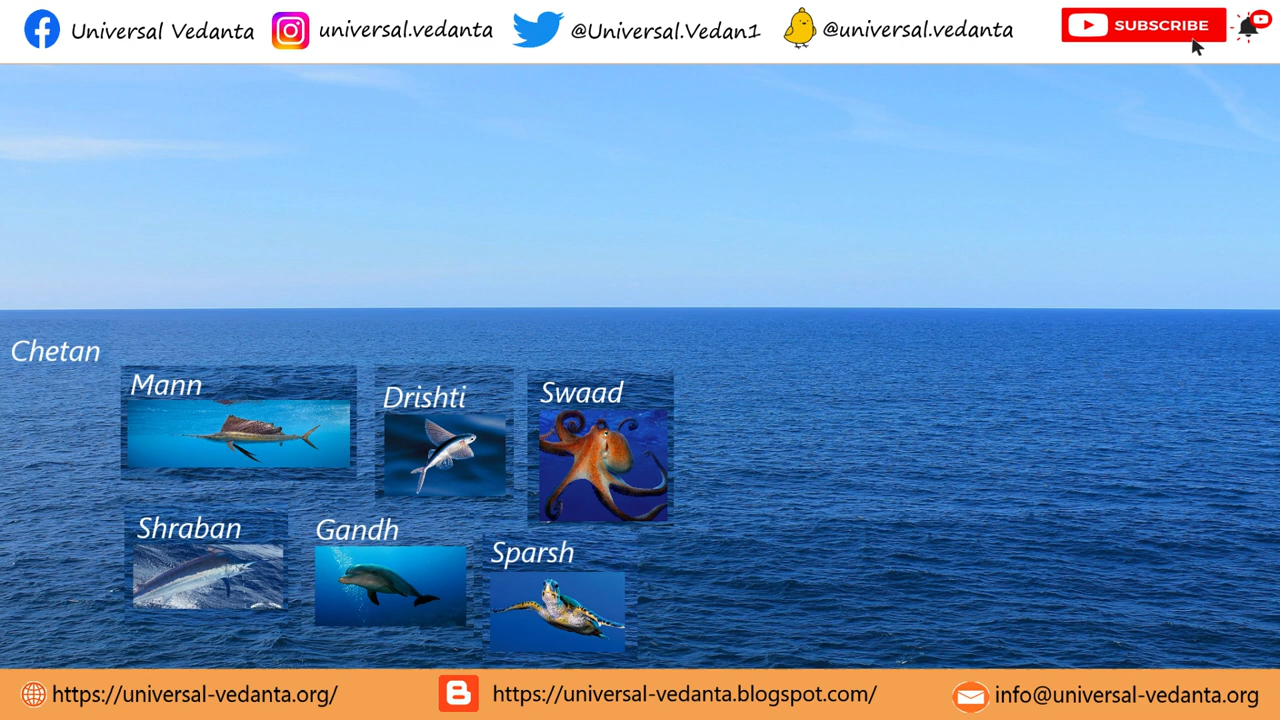 Universal Vedanta universal.vedanta @Universal.Vedan1 @universal.vedanta SUBSCRIBE
Chetan
Mann Drishti Swaad
Shraban Gandh Sparsh
https://universal-vedanta.org/ https://universal-vedanta.blogspot.com/ info@universal-vedanta.org